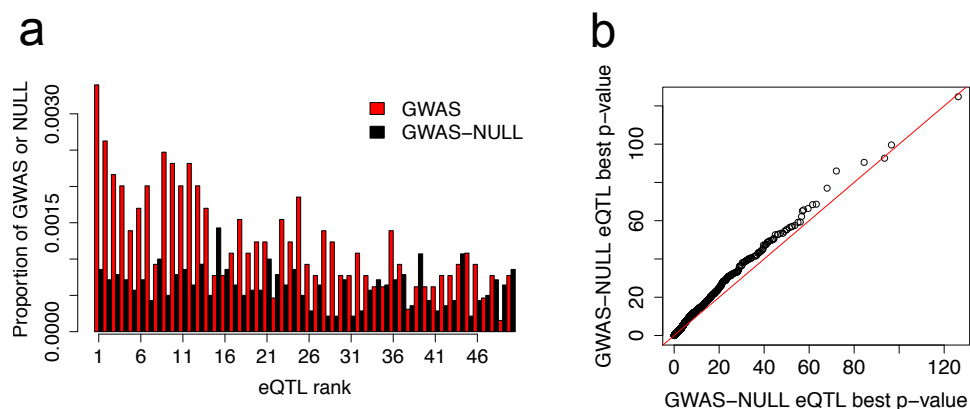 a
Proportion of GWAS or NULL
0.0000 0.0015 0.0030
GWAS
GWAS−NULL
1 6 11 16 21 26 31 36 41 46
eQTL rank
b
GWAS−NULL eQTL best p−value
0 20 60 100
0 20 40 60 80 120
GWAS−NULL eQTL best p−value